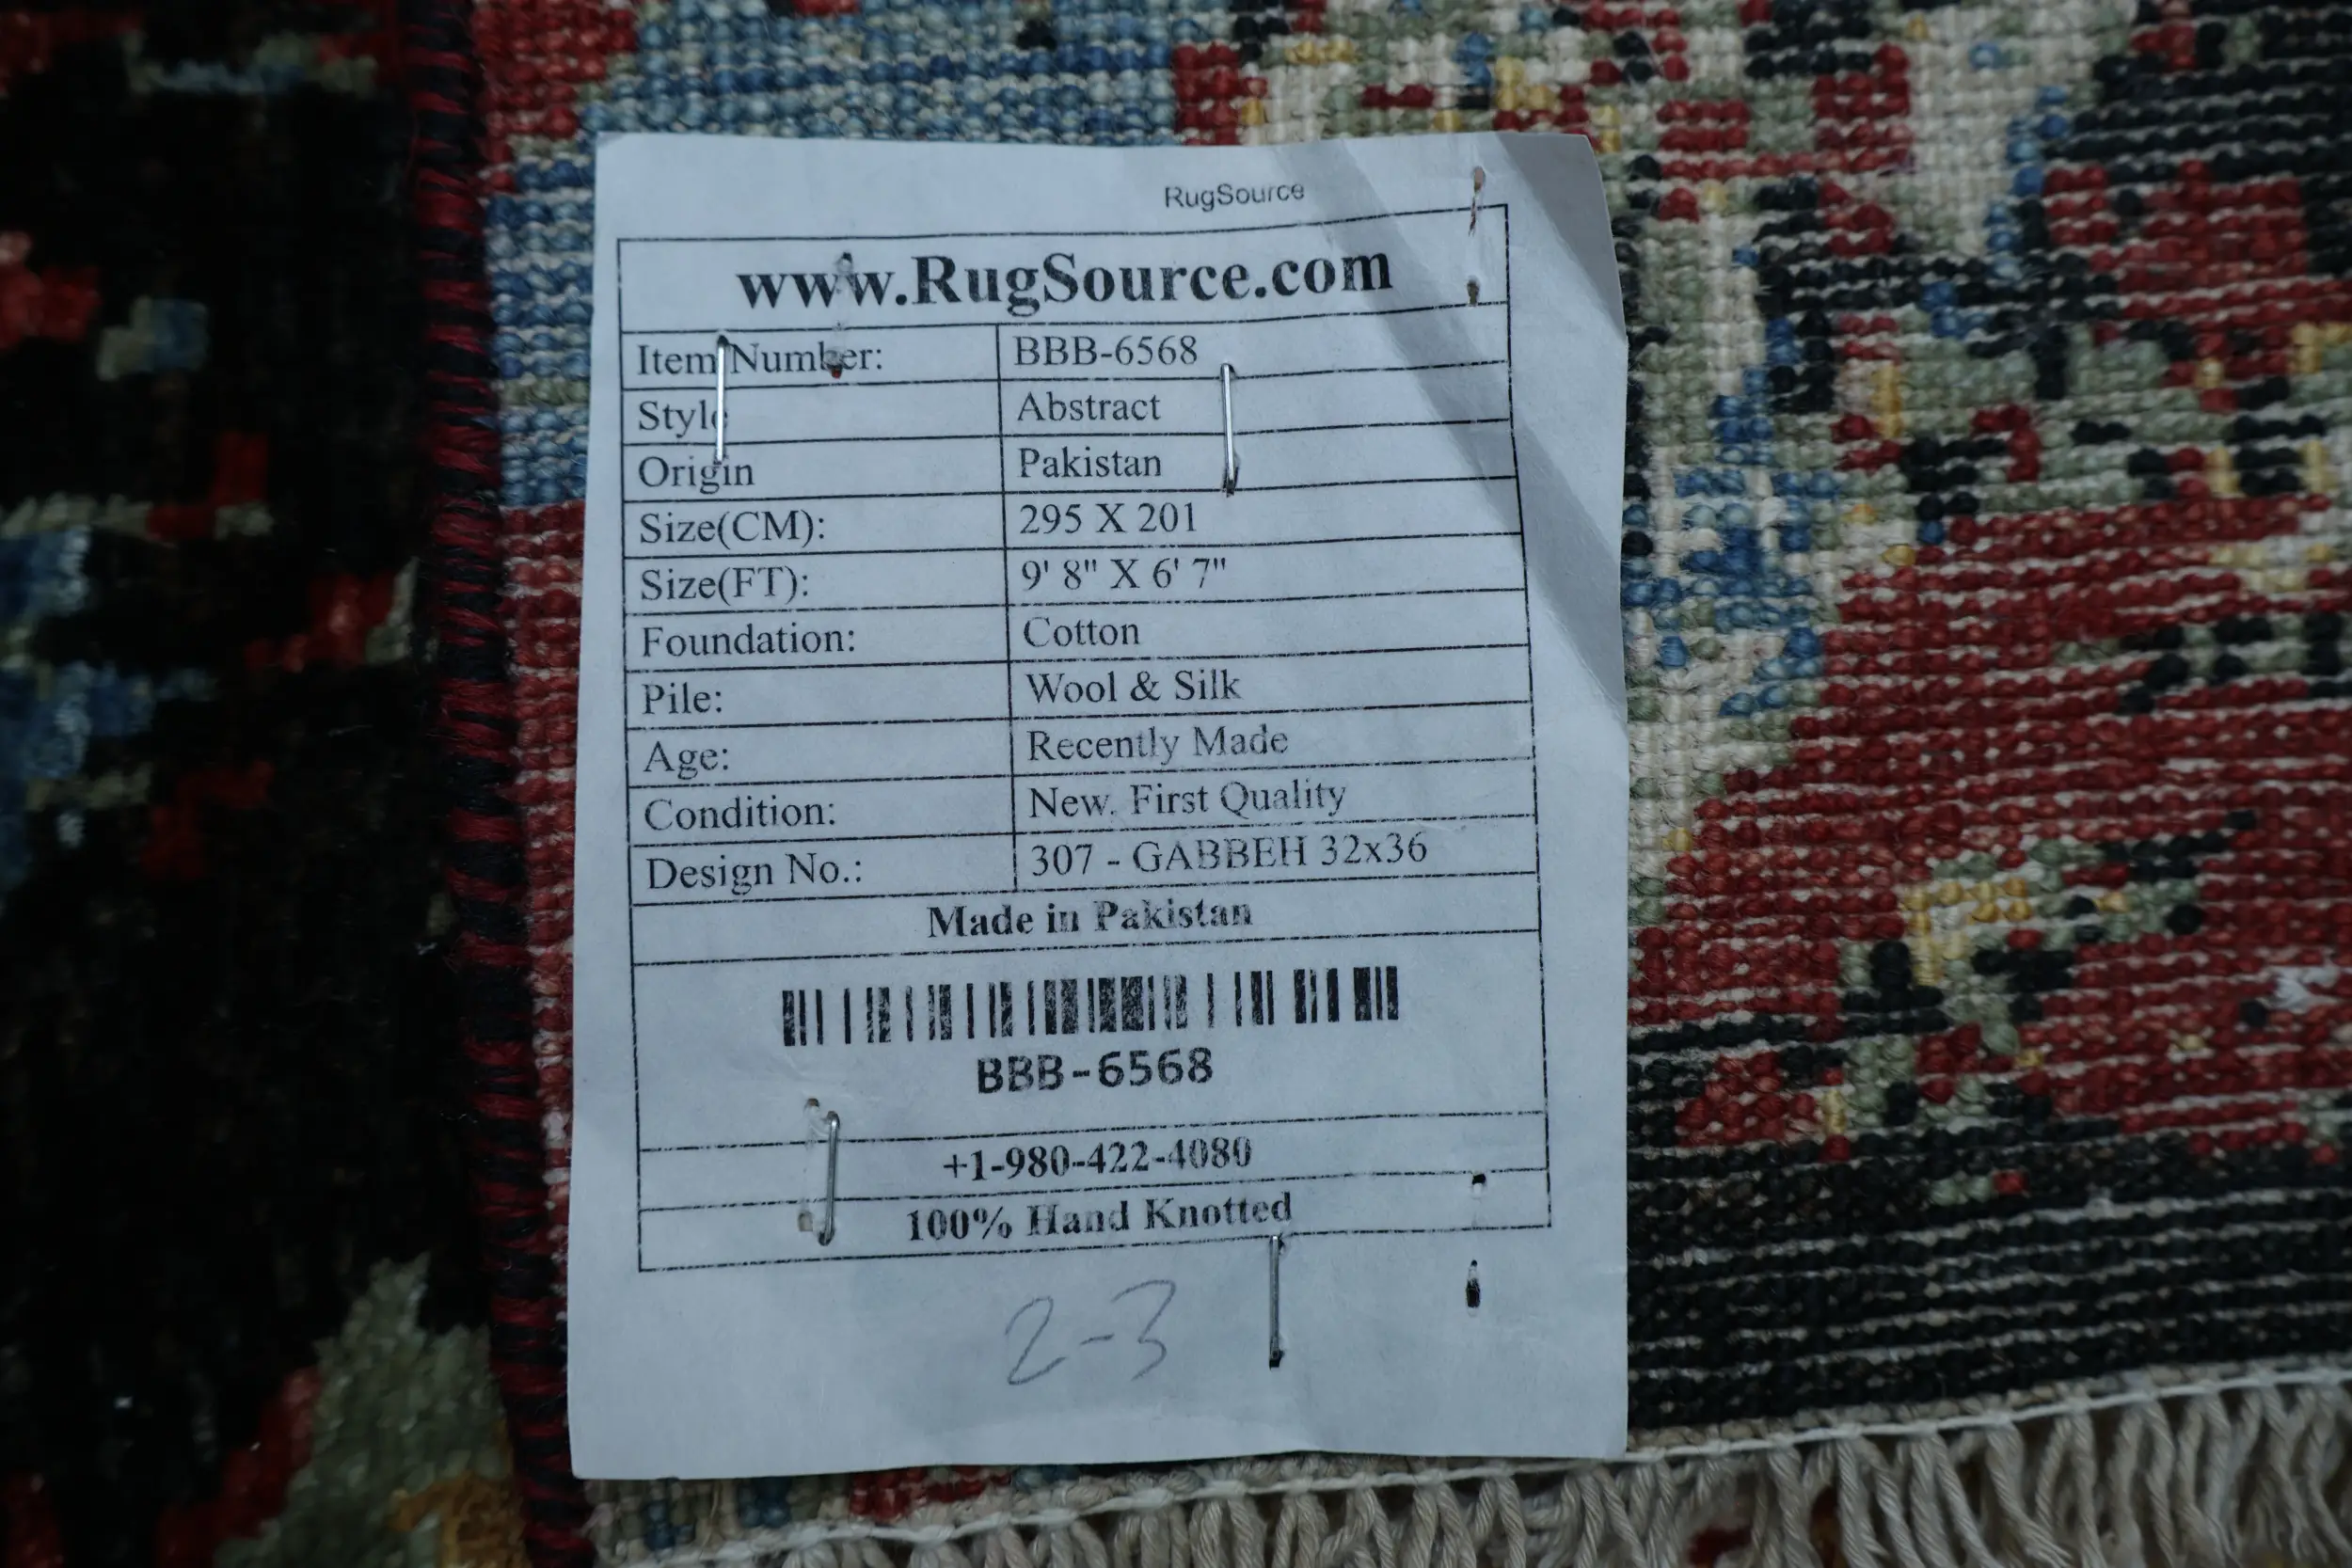 RugSource
www.RugSource.com
Item Number: BBB-6568
Style Abstract
Origin Pakistan
Size(CM): 295 X 201
Size(FT): 9' 8" X 6' 7"
Foundation: Cotton
Pile: Wool & Silk
Age: Recently Made
Condition: New, First Quality
Design No.: 307 - GABBEH 32x36
Made in Pakistan
BBB-6568
+1-980-422-4080
100% Hand Knotted
2-3